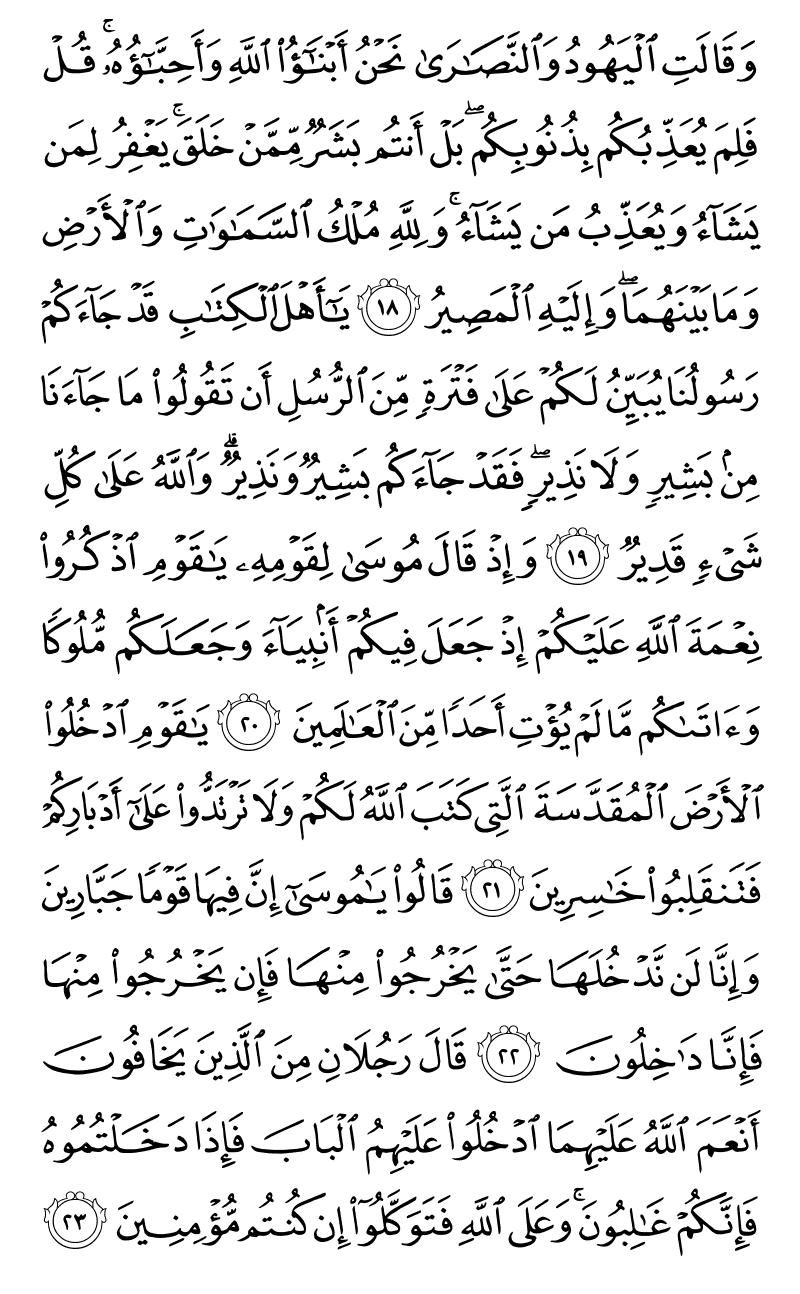 وَقَالَتِ ٱلْيَهُودُ وَٱلنَّصَٰرَىٰ نَحْنُ أَبْنَٰٓؤُا۟ ٱللَّهِ وَأَحِبَّٰٓؤُهُۥ ۚ قُلْ
فَلِمَ يُعَذِّبُكُم بِذُنُوبِكُم ۖ بَلْ أَنتُم بَشَرٌ مِّمَّنْ خَلَقَ ۚ يَغْفِرُ لِمَن
يَشَآءُ وَيُعَذِّبُ مَن يَشَآءُ ۚ وَلِلَّهِ مُلْكُ ٱلسَّمَٰوَٰتِ وَٱلْأَرْضِ
وَمَا بَيْنَهُمَا ۖ وَإِلَيْهِ ٱلْمَصِيرُ ١٨ يَٰٓأَهْلَ ٱلْكِتَٰبِ قَدْ جَآءَكُمْ
رَسُولُنَا يُبَيِّنُ لَكُمْ عَلَىٰ فَتْرَةٍ مِّنَ ٱلرُّسُلِ أَن تَقُولُوا۟ مَا جَآءَنَا
مِنۢ بَشِيرٍ وَلَا نَذِيرٍ ۖ فَقَدْ جَآءَكُم بَشِيرٌ وَنَذِيرٌ ۗ وَٱللَّهُ عَلَىٰ كُلِّ
شَىْءٍ قَدِيرٌ ١٩ وَإِذْ قَالَ مُوسَىٰ لِقَوْمِهِۦ يَٰقَوْمِ ٱذْكُرُوا۟
نِعْمَةَ ٱللَّهِ عَلَيْكُمْ إِذْ جَعَلَ فِيكُمْ أَنۢبِيَآءَ وَجَعَلَكُم مُّلُوكًا
وَءَاتَىٰكُم مَّا لَمْ يُؤْتِ أَحَدًا مِّنَ ٱلْعَٰلَمِينَ ٢٠ يَٰقَوْمِ ٱدْخُلُوا۟
ٱلْأَرْضَ ٱلْمُقَدَّسَةَ ٱلَّتِى كَتَبَ ٱللَّهُ لَكُمْ وَلَا تَرْتَدُّوا۟ عَلَىٰٓ أَدْبَارِكُمْ
فَتَنقَلِبُوا۟ خَٰسِرِينَ ٢١ قَالُوا۟ يَٰمُوسَىٰٓ إِنَّ فِيهَا قَوْمًا جَبَّارِينَ
وَإِنَّا لَن نَّدْخُلَهَا حَتَّىٰ يَخْرُجُوا۟ مِنْهَا فَإِن يَخْرُجُوا۟ مِنْهَا
فَإِنَّا دَٰخِلُونَ ٢٢ قَالَ رَجُلَانِ مِنَ ٱلَّذِينَ يَخَافُونَ
أَنْعَمَ ٱللَّهُ عَلَيْهِمَا ٱدْخُلُوا۟ عَلَيْهِمُ ٱلْبَابَ فَإِذَا دَخَلْتُمُوهُ
فَإِنَّكُمْ غَٰلِبُونَ ۚ وَعَلَى ٱللَّهِ فَتَوَكَّلُوٓا۟ إِن كُنتُم مُّؤْمِنِينَ ٢٣